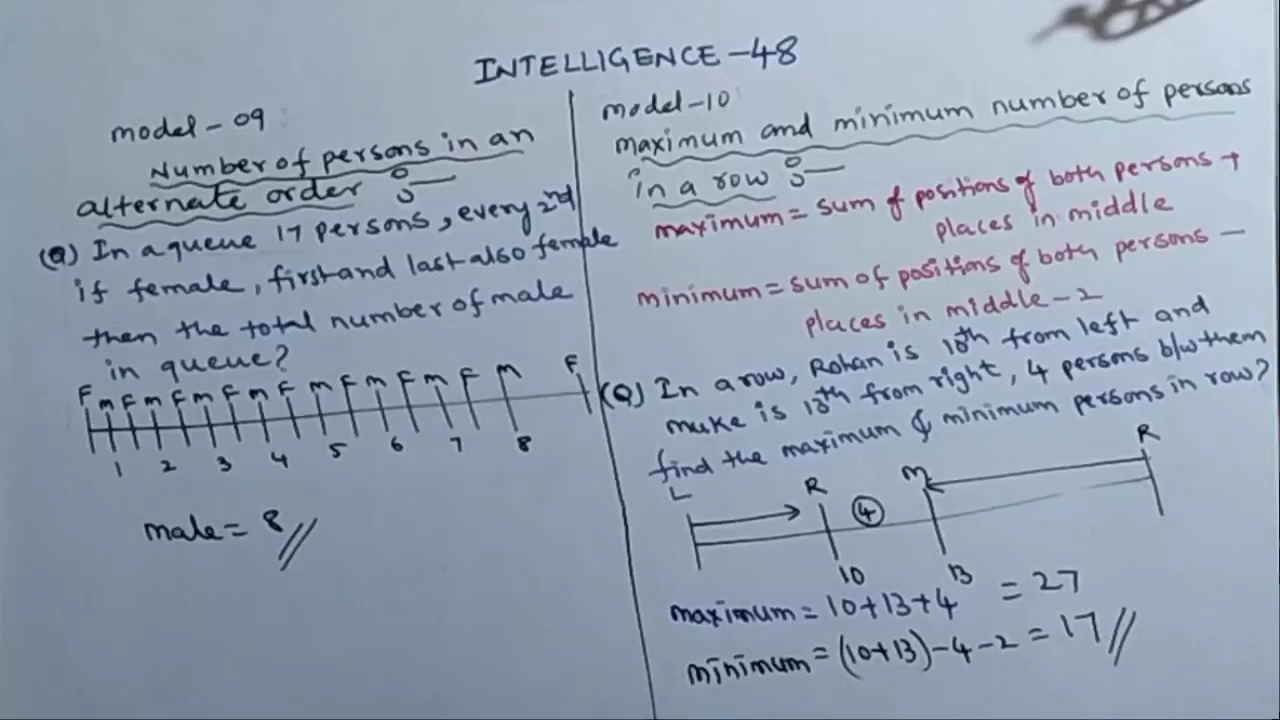 INTELLIGENCE-48
model-09
Number of persons in an
alternate order :-
(Q) In a queue 17 persons, every 2nd
is female, first and last also female
then the total number of male
in queue?
F m F m F m F m F m F m F m F
1 2 3 4 5 6 7 8
male = 8//
model-10
maximum and minimum number of persons
in a row :-
maximum = sum of positions of both persons +
places in middle
minimum = sum of positions of both persons -
places in middle-2
(Q) In a row, Rohan is 10th from left and
muke is 13th from right, 4 persons b/w them
find the maximum & minimum persons in row?
L R 4 m R
10 13
maximum = 10+13+4 = 27
minimum = (10+13)-4-2 = 17//